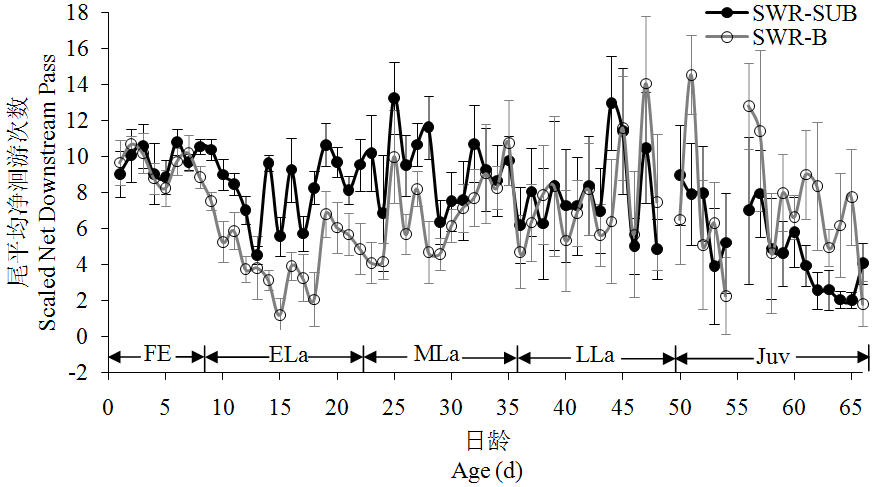 18
16
14
12
10
8
6
4
2
0
-2
尾平均净洄游次数
Scaled Net Downstream Pass
SWR-SUB
SWR-B
FE
ELa
MLa
LLa
Juv
0 5 10 15 20 25 30 35 40 45 50 55 60 65
日龄
Age (d)